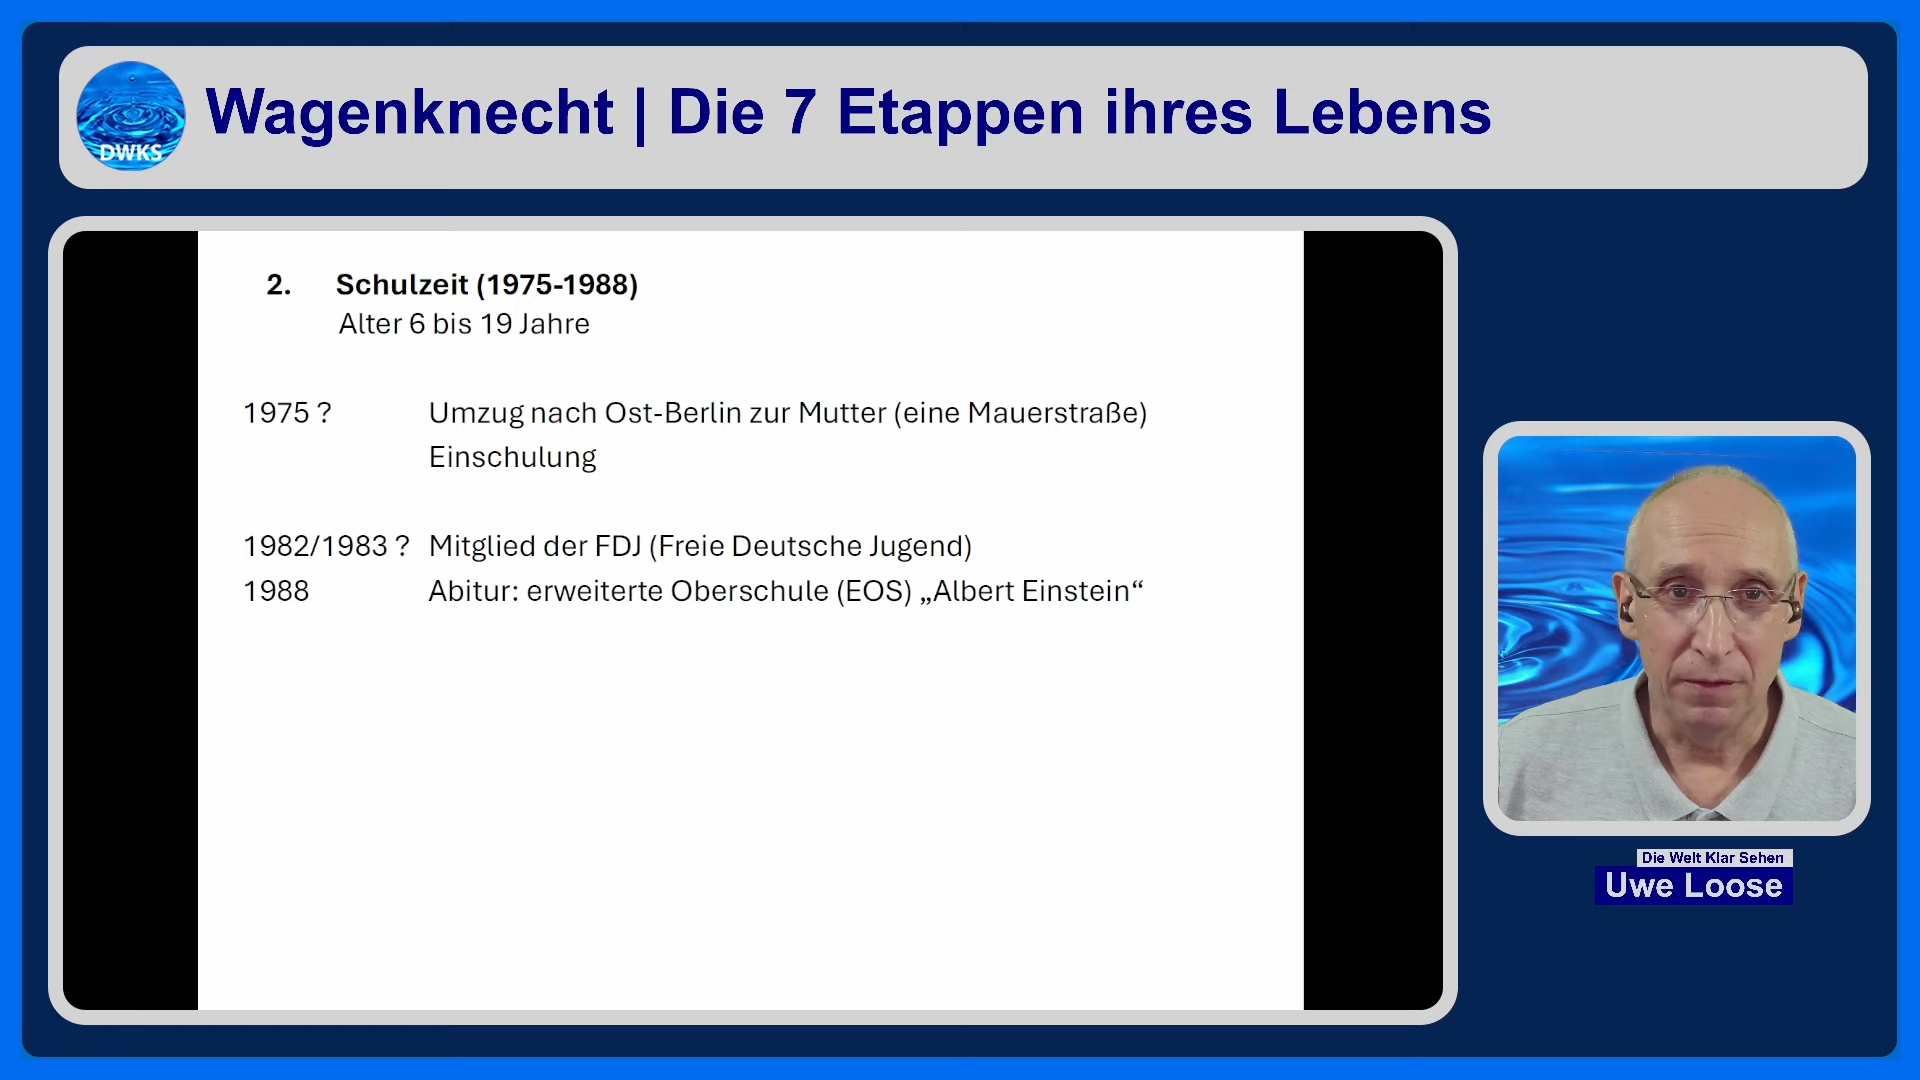 DWKS
Wagenknecht | Die 7 Etappen ihres Lebens
2. Schulzeit (1975-1988)
Alter 6 bis 19 Jahre
1975 ? Umzug nach Ost-Berlin zur Mutter (eine Mauerstraße)
Einschulung
1982/1983 ? Mitglied der FDJ (Freie Deutsche Jugend)
1988 Abitur: erweiterte Oberschule (EOS) „Albert Einstein“
Die Welt Klar Sehen
Uwe Loose